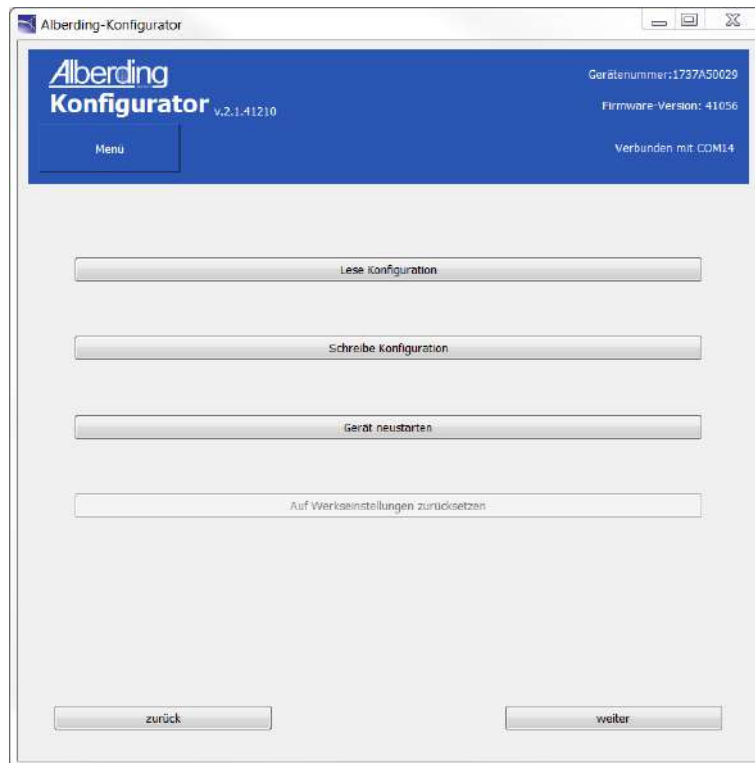 Alberding-Konfigurator
Alberding
Konfigurator v.2.1.41210
Menü
Gerätenummer:1737A50029
Firmware-Version: 41056
Verbunden mit COM14
Lese Konfiguration
Schreibe Konfiguration
Gerät neustarten
Auf Werkseinstellungen zurücksetzen
zurück
weiter